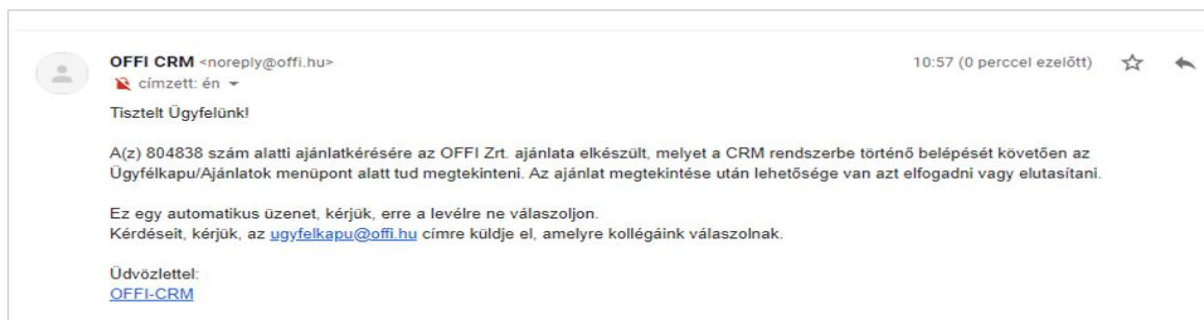 OFFI CRM <noreply@offi.hu>
10:57 (0 perccel ezelőtt)
címzett: én
Tisztelt Ügyfelünk!
A(z) 804838 szám alatti ajánlatkérésére az OFFI Zrt. ajánlata elkészült, melyet a CRM rendszerbe történő belépését követően az
Ügyfélkapu/Ajánlatok menüpont alatt tud megtekinteni. Az ajánlat megtekintése után lehetősége van azt elfogadni vagy elutasítani.
Ez egy automatikus üzenet, kérjük, erre a levélre ne válaszoljon.
Kérdéseit, kérjük, az ugyfelkapu@offi.hu címre küldje el, amelyre kollégáink válaszolnak.
Üdvözlettel:
OFFI-CRM